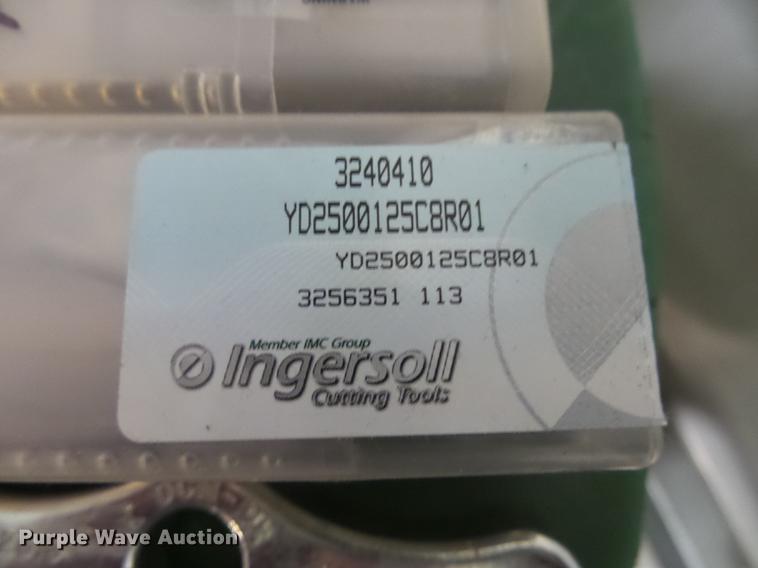 3240410
YD2500125C8R01
YD2500125C8R01
3256351 113
Member IMC Group
Ingersoll
Cutting Tools
Purple Wave Auction